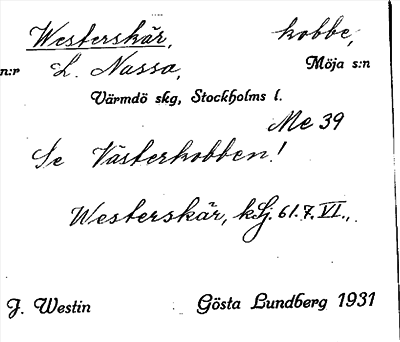 Westerskär, kobbe,
n:r L. Nassa, Möja s:n
Värmdö skg, Stockholms l.
Me 39
Se Västerkobben!
Westerskär, k. Lj. 61. 7. VI.,
J. Westin Gösta Lundberg 1931